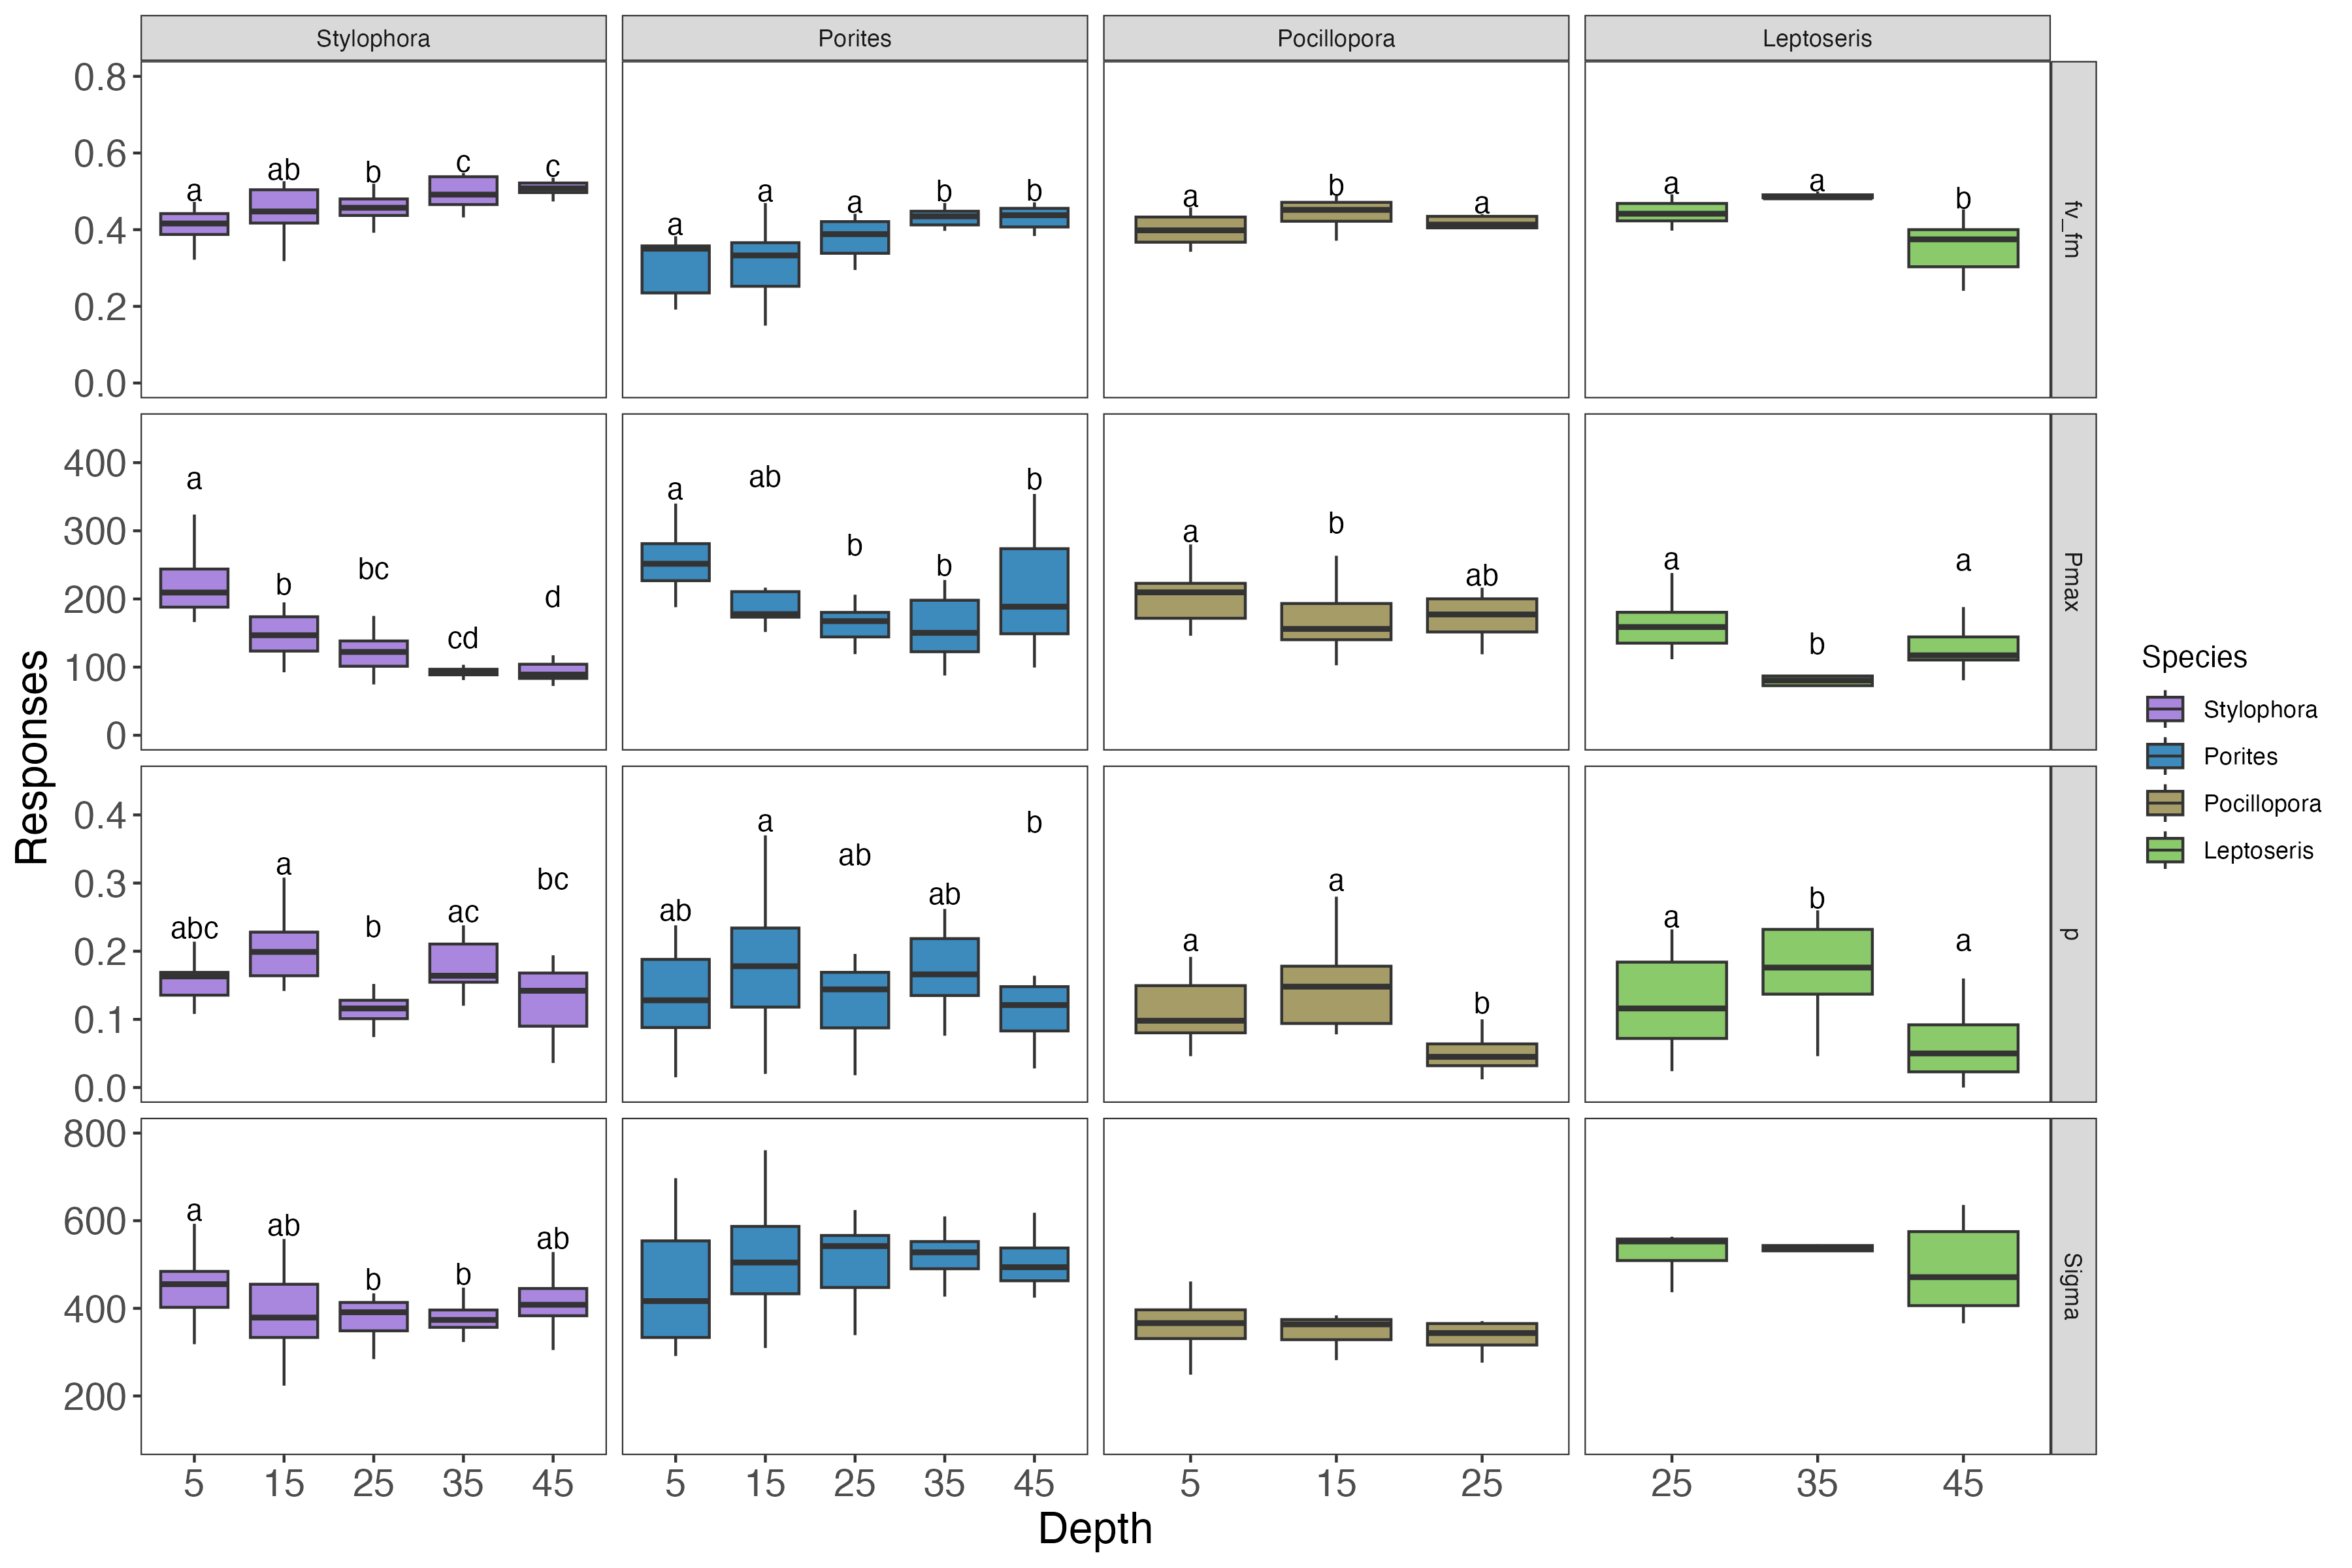 Stylophora Porites Pocillopora Leptoseris
0.8
0.6
0.4
0.2
0.0
a ab b c c
a a a b b
a b a
a a b
fv_fm
400
300
200
100
0
a b bc cd d
a ab b b b
a b ab
a b a
Pmax
0.4
0.3
0.2
0.1
0.0
abc a b ac bc
ab a ab ab b
a a b
a b a
p
800
600
400
200
a ab b b ab
Sigma
5 15 25 35 45
5 15 25 35 45
5 15 25
25 35 45
Depth
Responses
Species
Stylophora
Porites
Pocillopora
Leptoseris